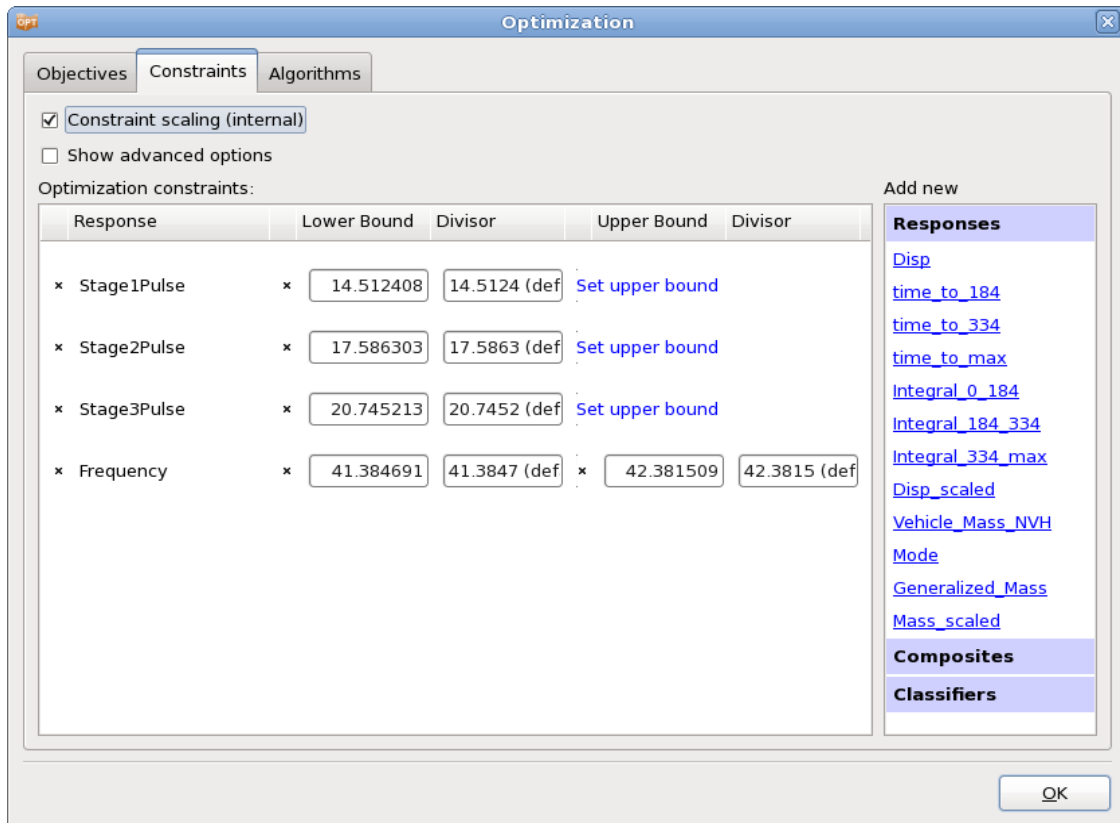 OPT Optimization
Objectives Constraints Algorithms
Constraint scaling (internal)
Show advanced options
Optimization constraints:
Response Lower Bound Divisor Upper Bound Divisor
Stage1Pulse 14.512408 14.5124 (def Set upper bound
Stage2Pulse 17.586303 17.5863 (def Set upper bound
Stage3Pulse 20.745213 20.7452 (def Set upper bound
Frequency 41.384691 41.3847 (def 42.381509 42.3815 (def
Add new
Responses
Disp
time_to_184
time_to_334
time_to_max
Integral_0_184
Integral_184_334
Integral_334_max
Disp_scaled
Vehicle_Mass_NVH
Mode
Generalized_Mass
Mass_scaled
Composites
Classifiers
OK